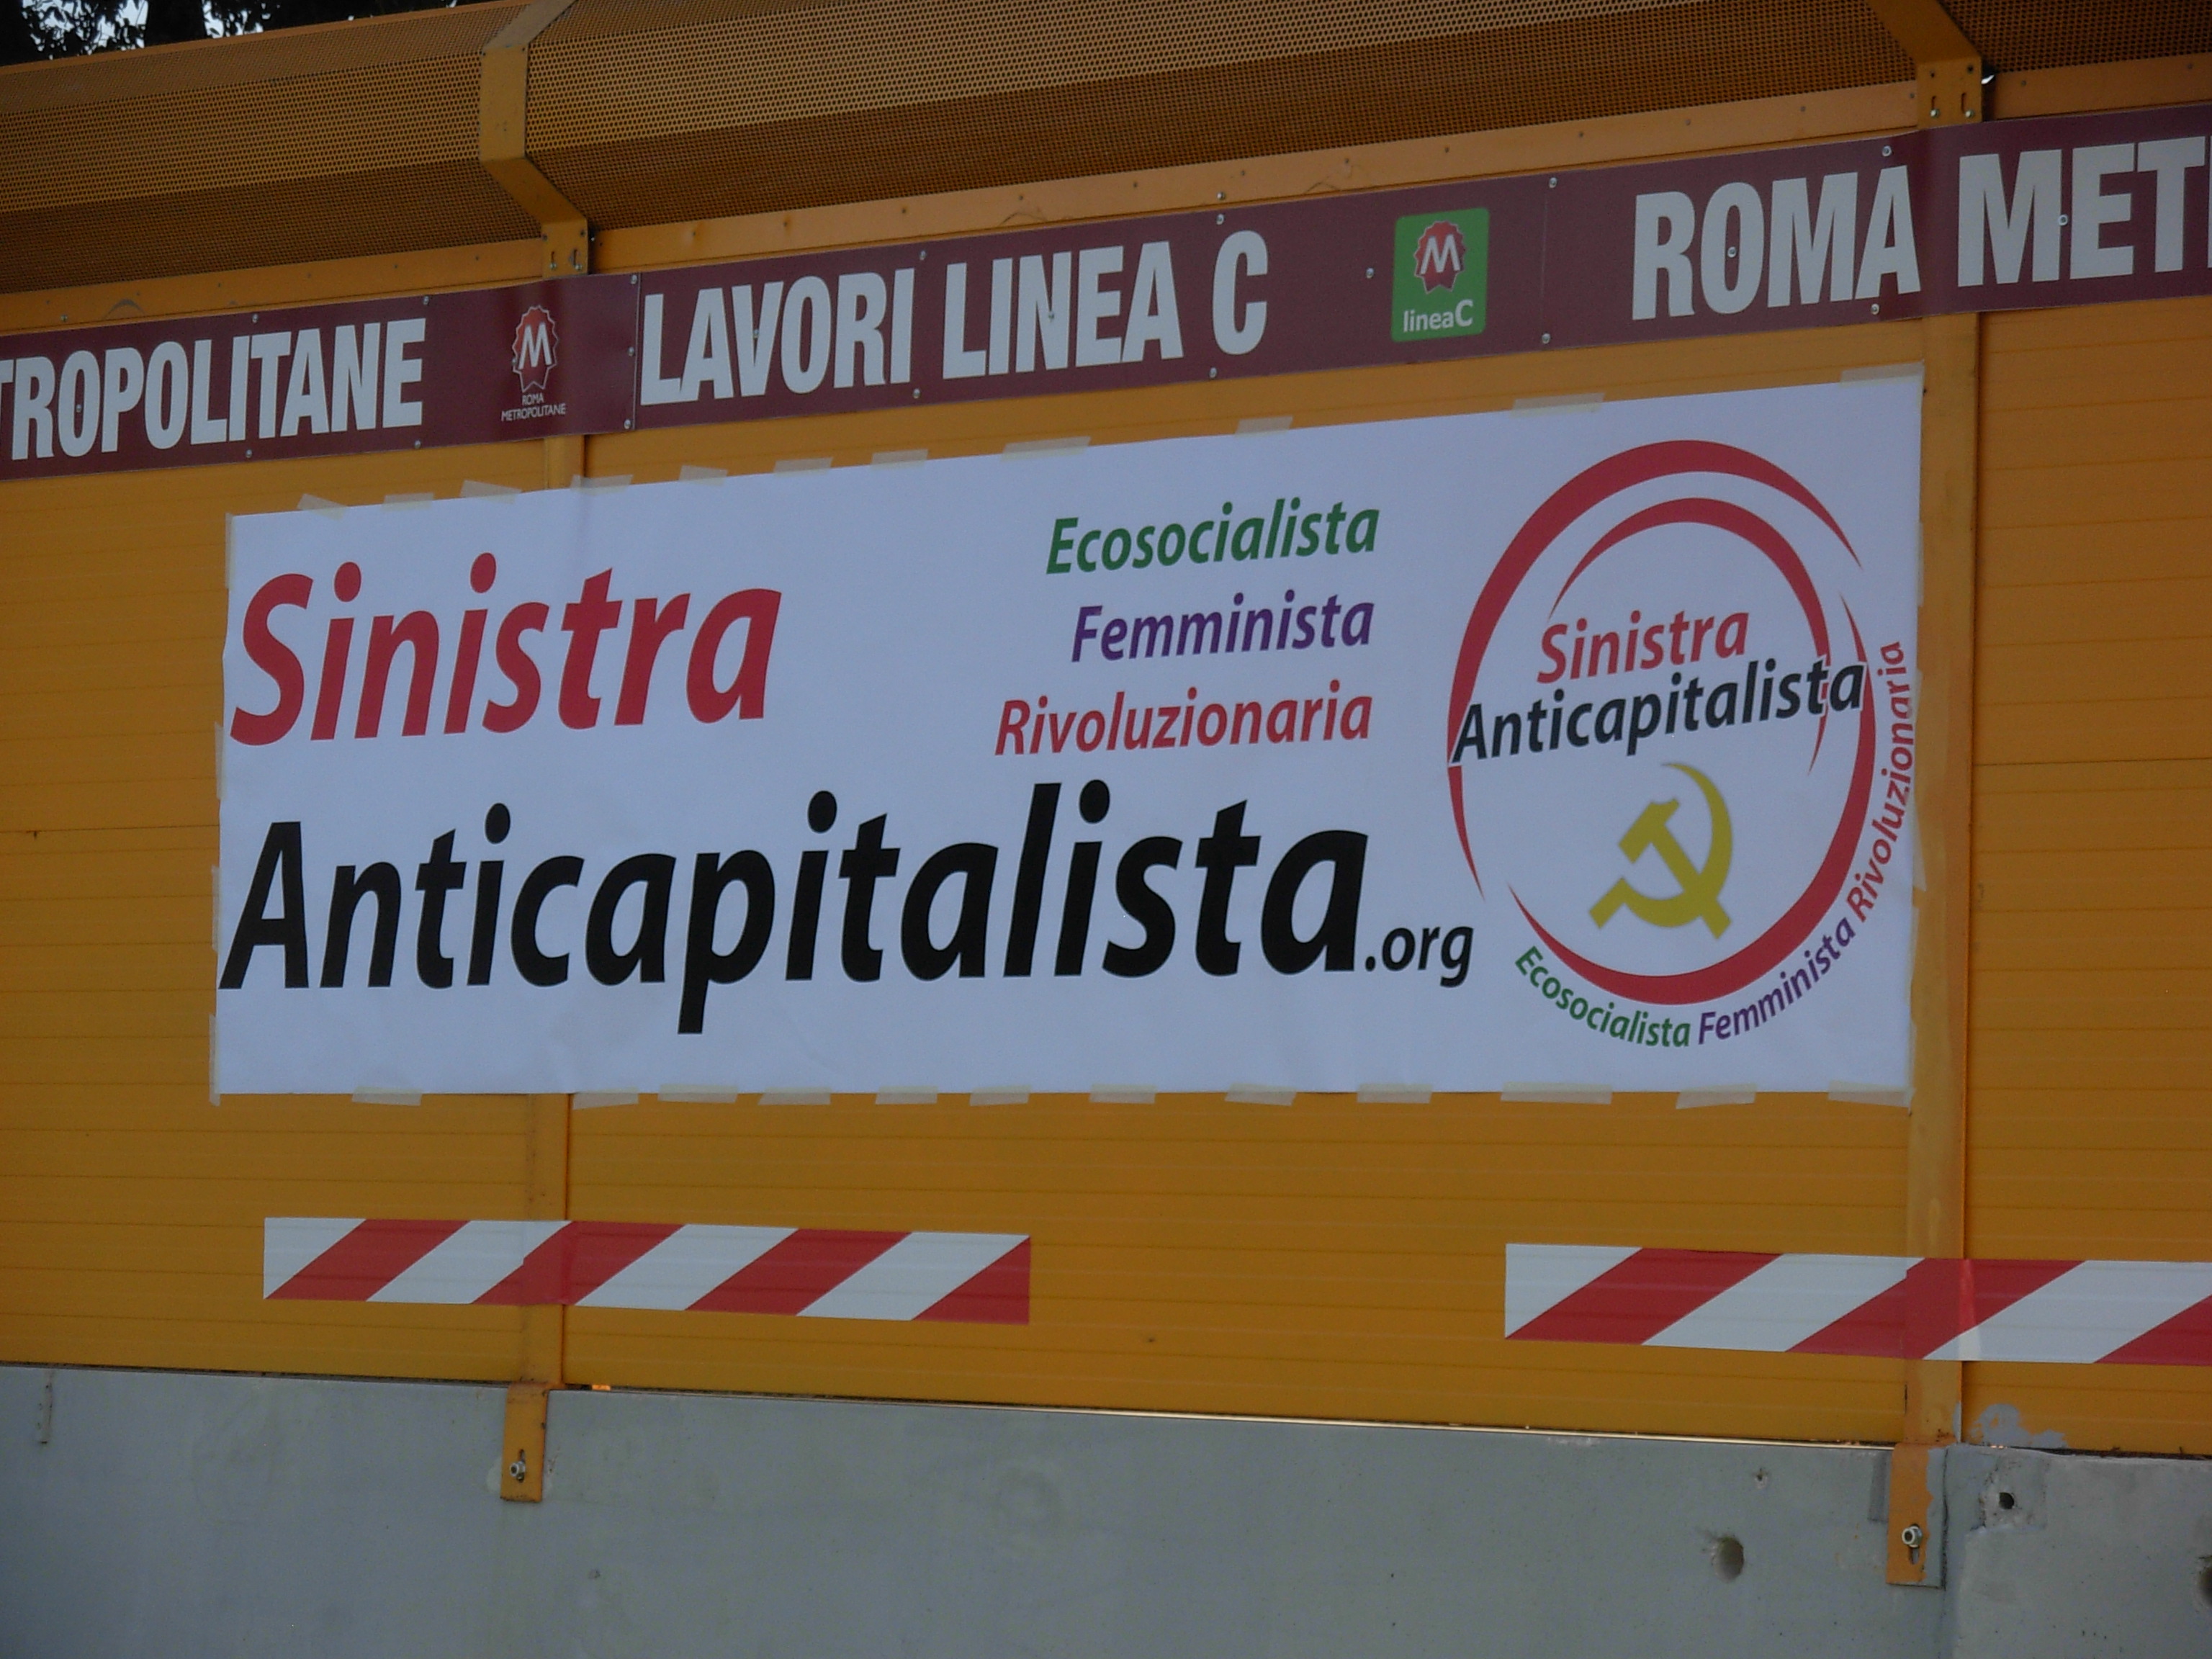 TROPOLITANE
M
ROMA
METROPOLITANE
LAVORI LINEA C
M
lineaC
ROMA MET
Sinistra
Anticapitalista.org
Ecosocialista
Femminista
Rivoluzionaria
Sinistra
Anticapitalista
Ecosocialista Femminista Rivoluzionaria